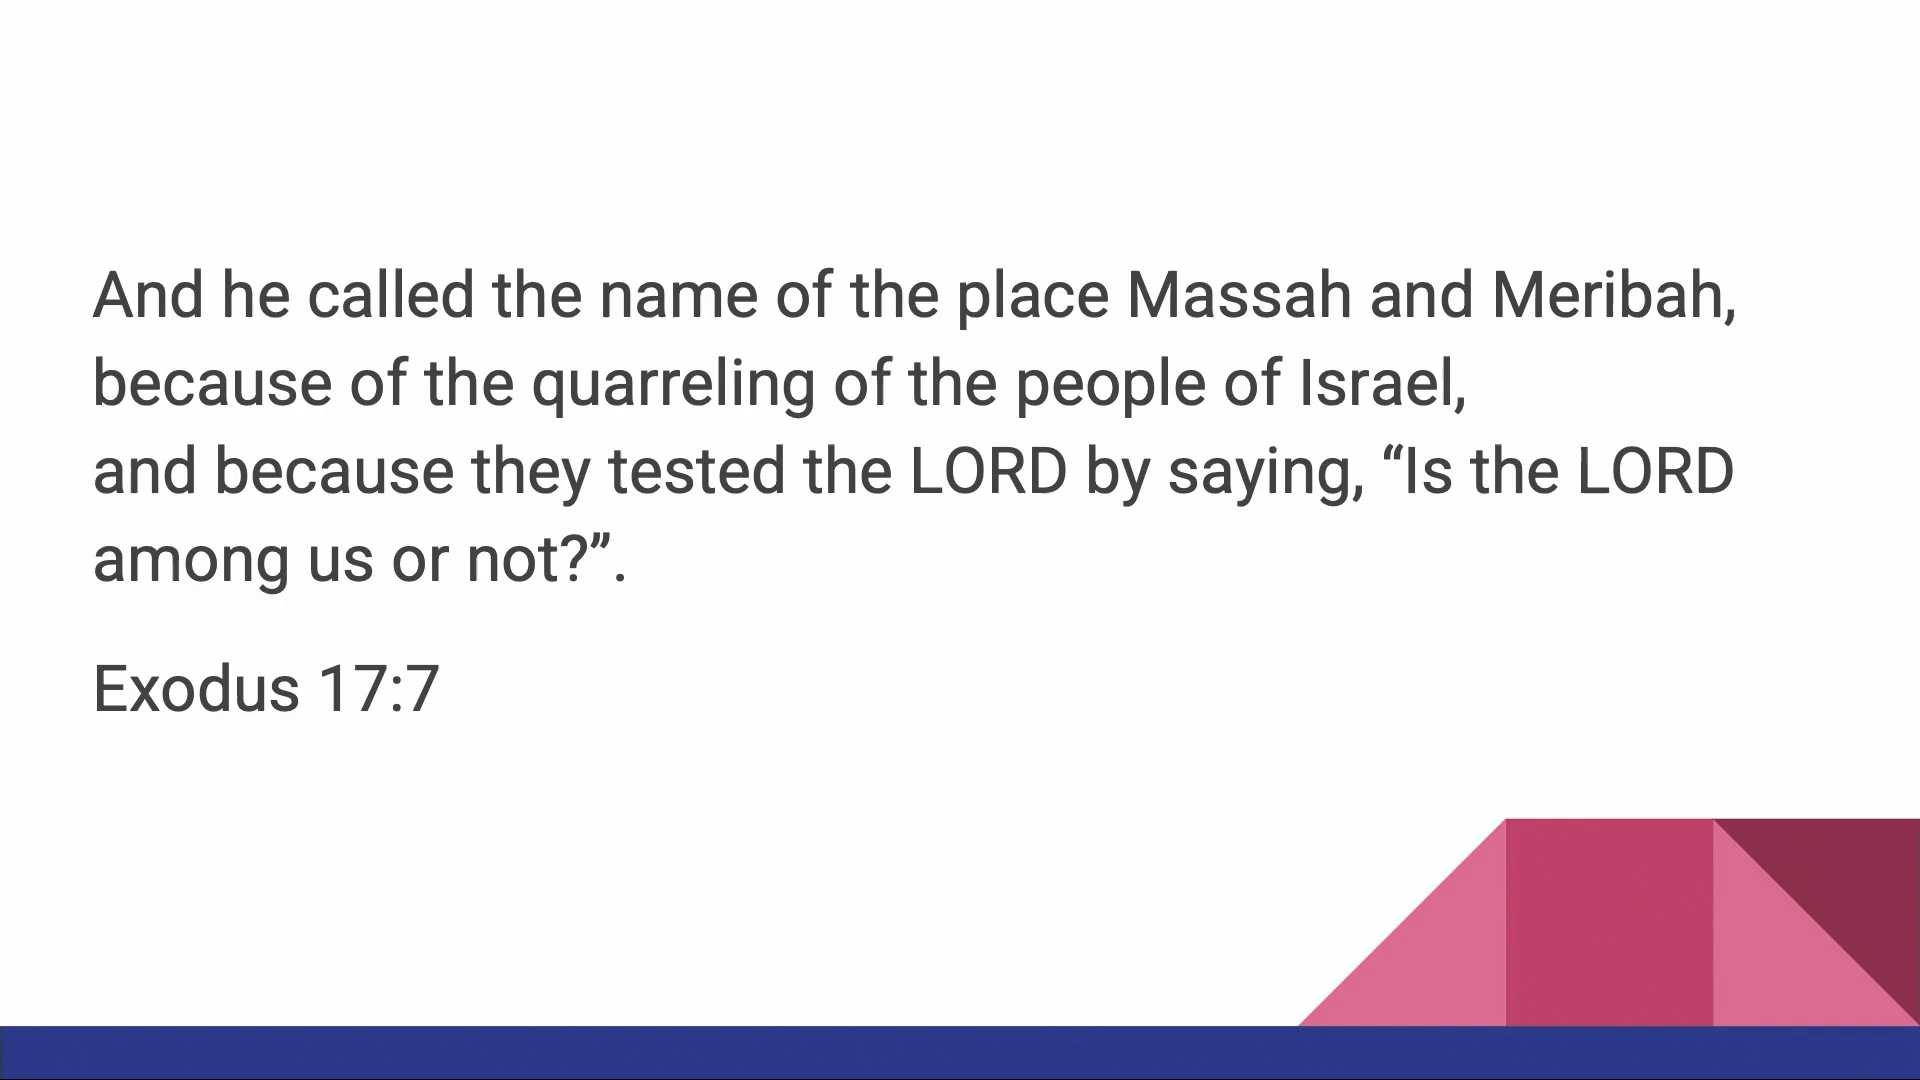 And he called the name of the place Massah and Meribah,
because of the quarreling of the people of Israel,
and because they tested the LORD by saying, “Is the LORD
among us or not?”.
Exodus 17:7